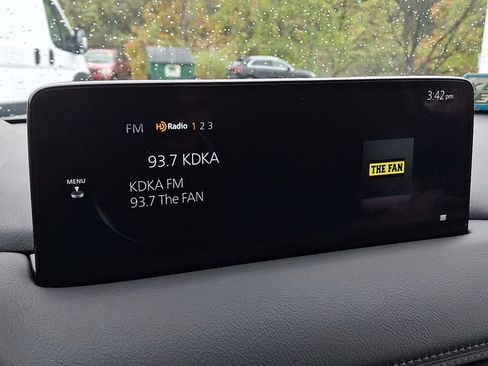 3:42 pm
FM HD Radio 1 2 3
93.7 KDKA
THE FAN
MENU
KDKA FM
93.7 The FAN